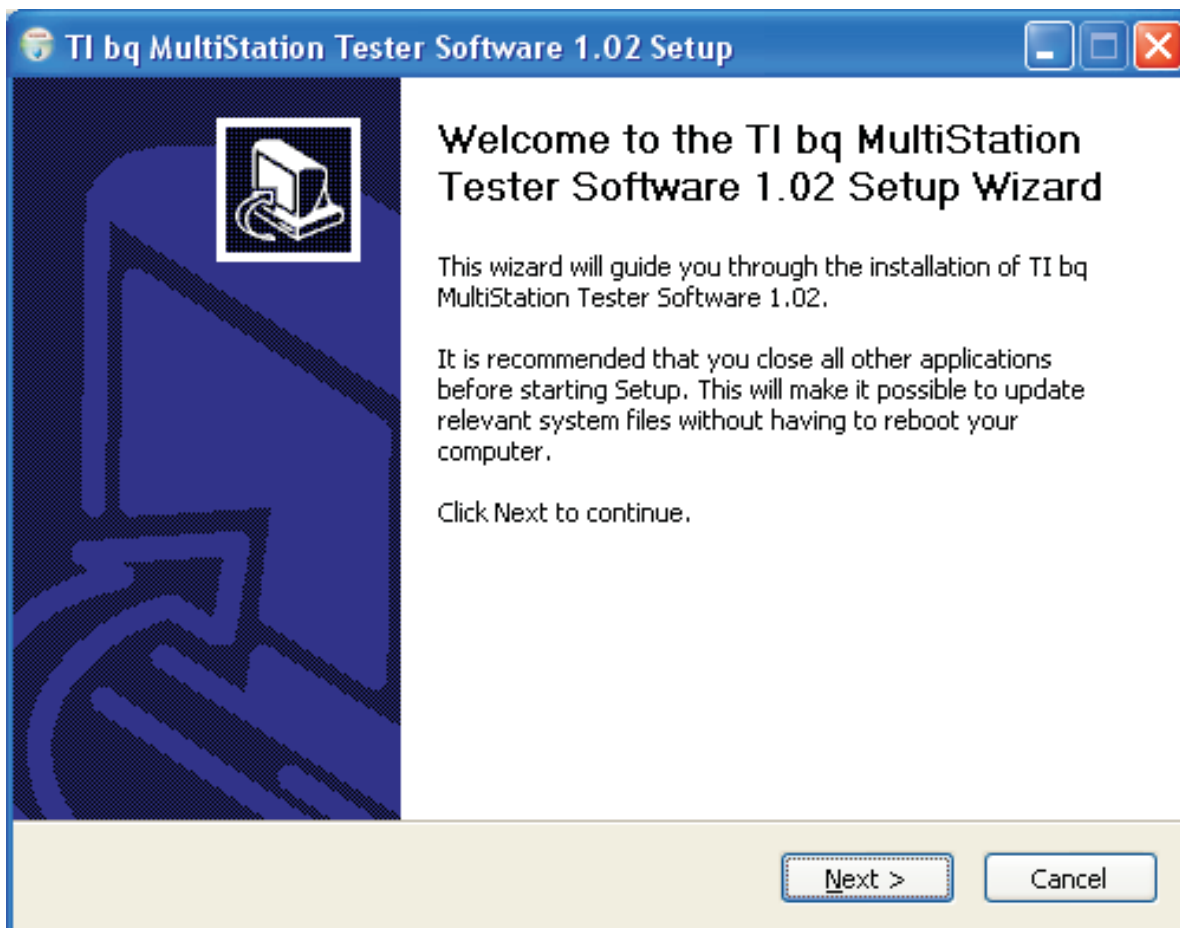 TI bq MultiStation Tester Software 1.02 Setup
Welcome to the TI bq MultiStation
Tester Software 1.02 Setup Wizard
This wizard will guide you through the installation of TI bq
MultiStation Tester Software 1.02.
It is recommended that you close all other applications
before starting Setup. This will make it possible to update
relevant system files without having to reboot your
computer.
Click Next to continue.
Next >
Cancel